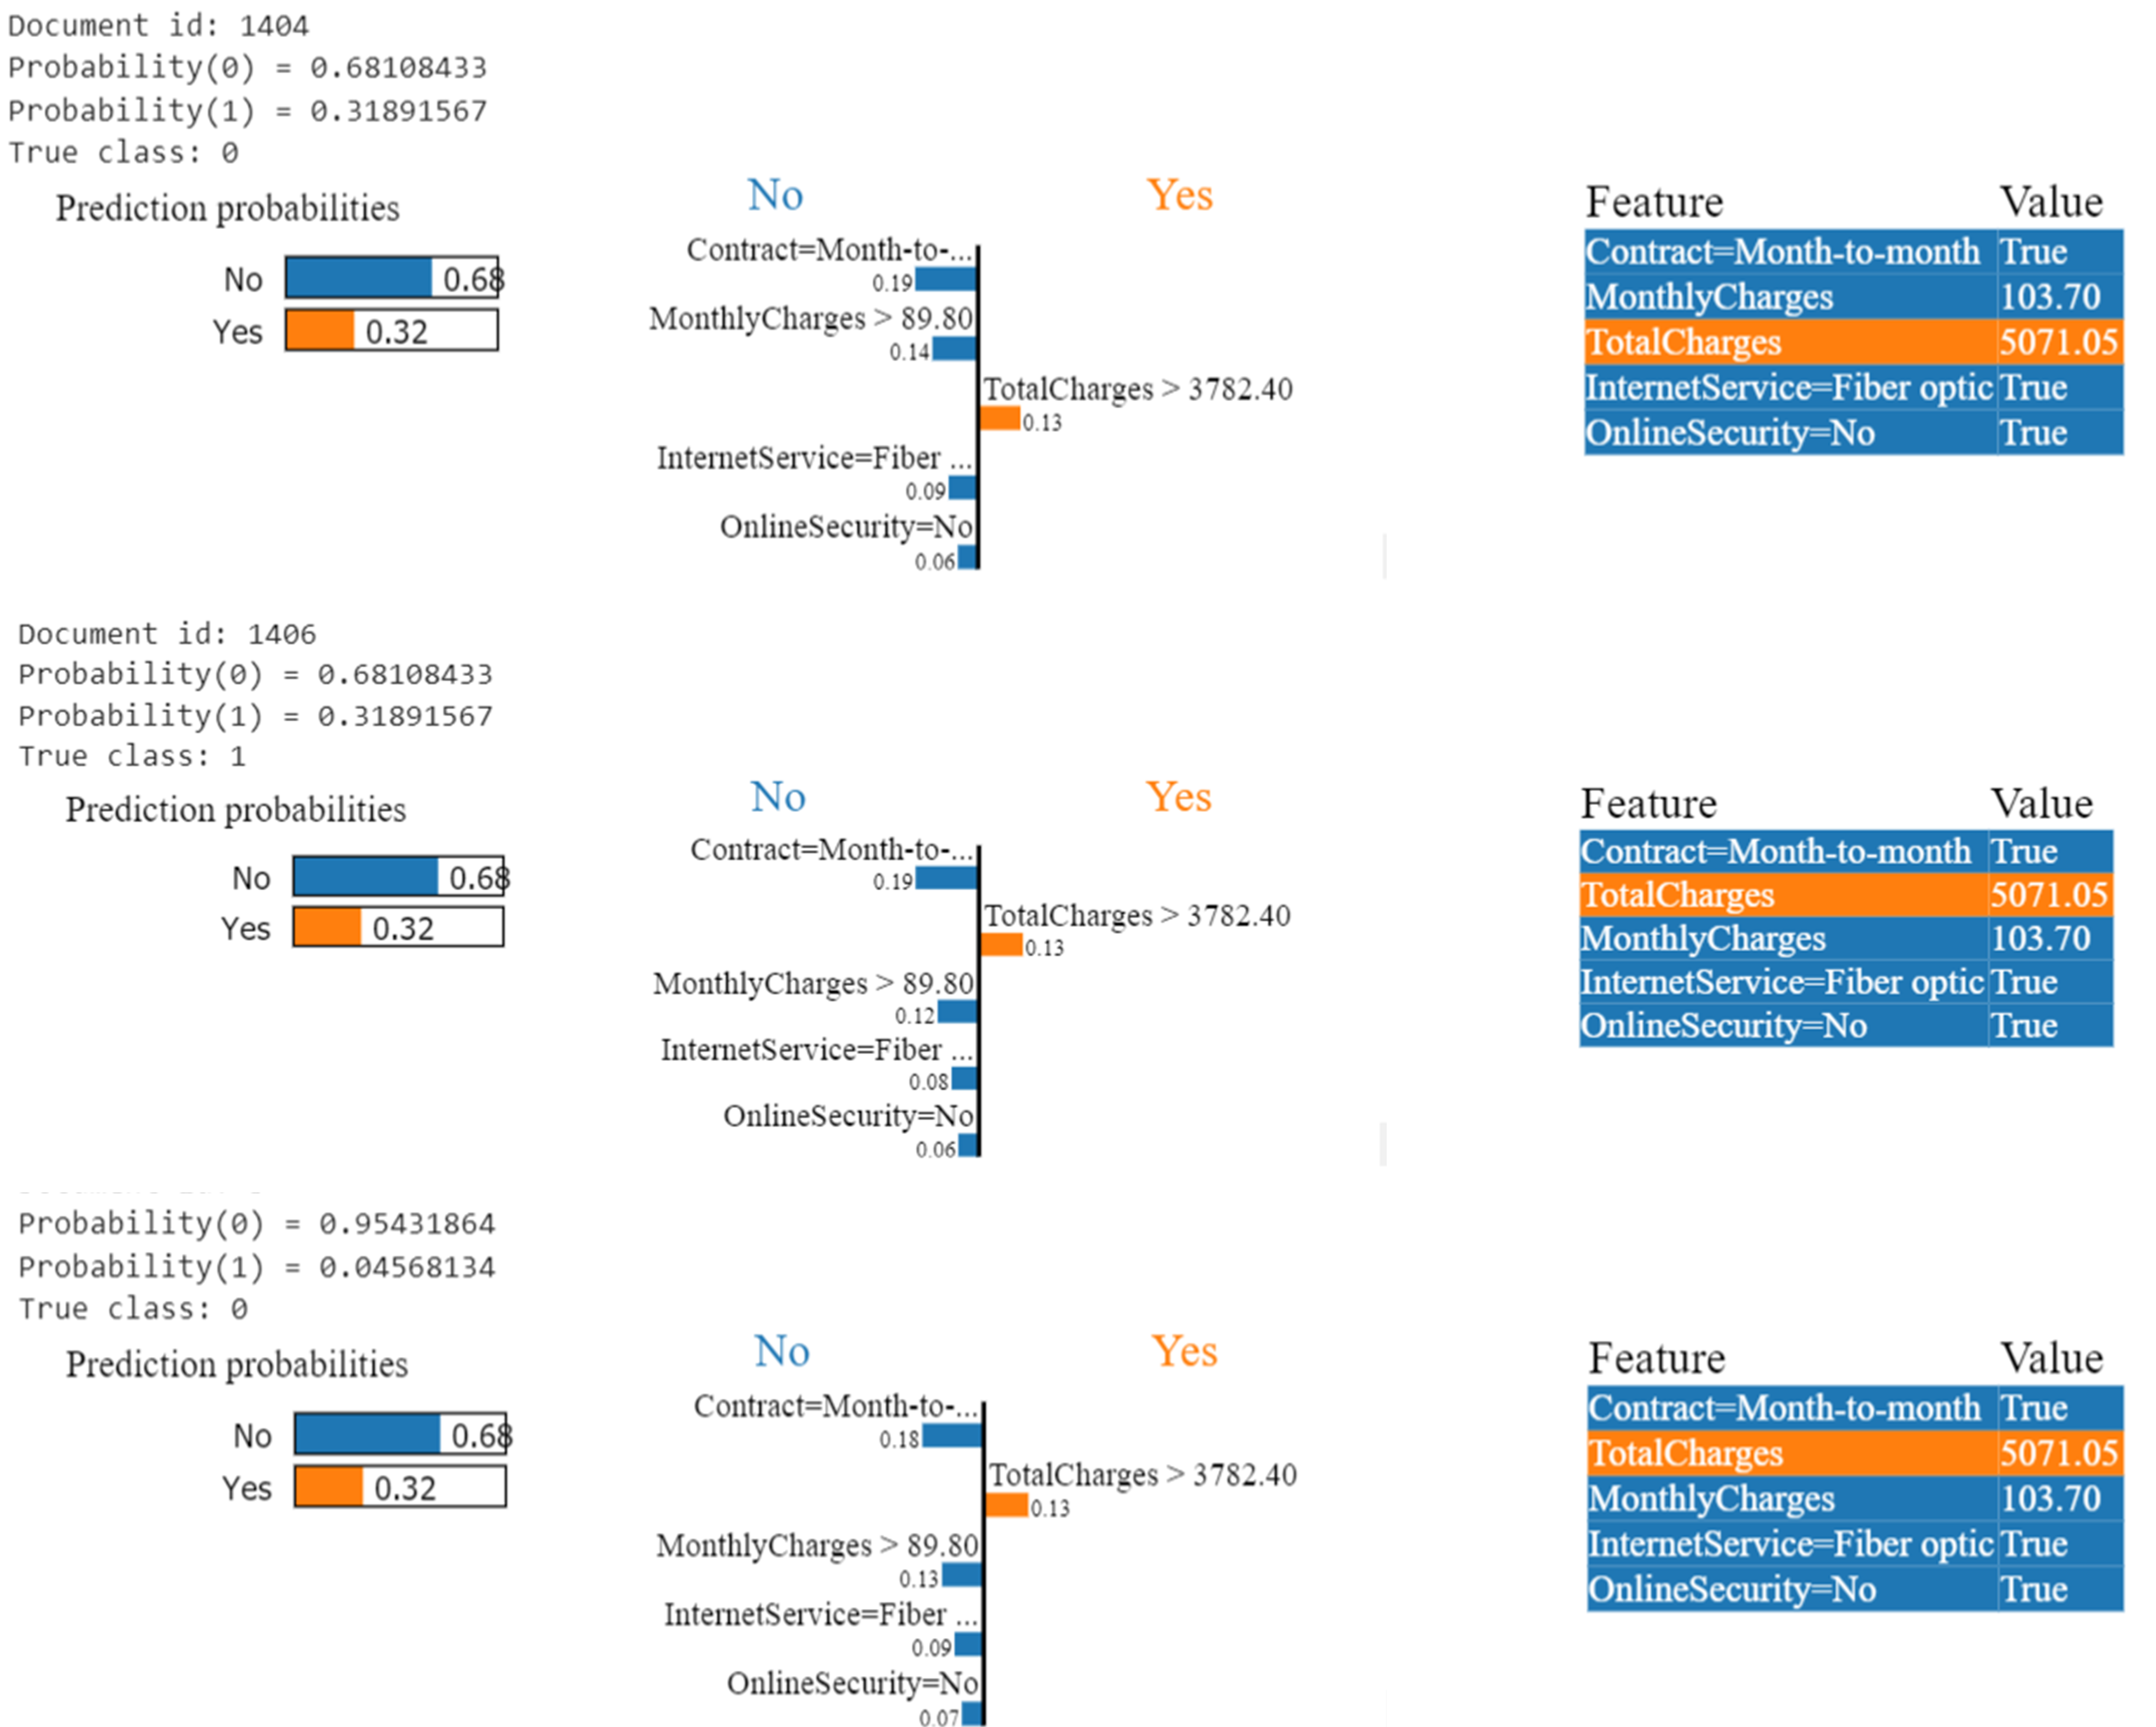 Document id: 1404
Probability(0) = 0.68108433
Probability(1) = 0.31891567
True class: 0
Prediction probabilities
No 0.68
Yes 0.32
No Yes
Contract=Month-to-...
0.19
MonthlyCharges > 89.80
0.14
TotalCharges > 3782.40
0.13
InternetService=Fiber ...
0.09
OnlineSecurity=No
0.06
Feature Value
Contract=Month-to-month True
MonthlyCharges 103.70
TotalCharges 5071.05
InternetService=Fiber optic True
OnlineSecurity=No True
Document id: 1406
Probability(0) = 0.68108433
Probability(1) = 0.31891567
True class: 1
Prediction probabilities
No 0.68
Yes 0.32
No Yes
Contract=Month-to-...
0.19
TotalCharges > 3782.40
0.13
MonthlyCharges > 89.80
0.12
InternetService=Fiber ...
0.08
OnlineSecurity=No
0.06
Feature Value
Contract=Month-to-month True
TotalCharges 5071.05
MonthlyCharges 103.70
InternetService=Fiber optic True
OnlineSecurity=No True
Probability(0) = 0.95431864
Probability(1) = 0.04568134
True class: 0
Prediction probabilities
No 0.68
Yes 0.32
No Yes
Contract=Month-to-...
0.18
TotalCharges > 3782.40
0.13
MonthlyCharges > 89.80
0.13
InternetService=Fiber ...
0.09
OnlineSecurity=No
0.07
Feature Value
Contract=Month-to-month True
TotalCharges 5071.05
MonthlyCharges 103.70
InternetService=Fiber optic True
OnlineSecurity=No True